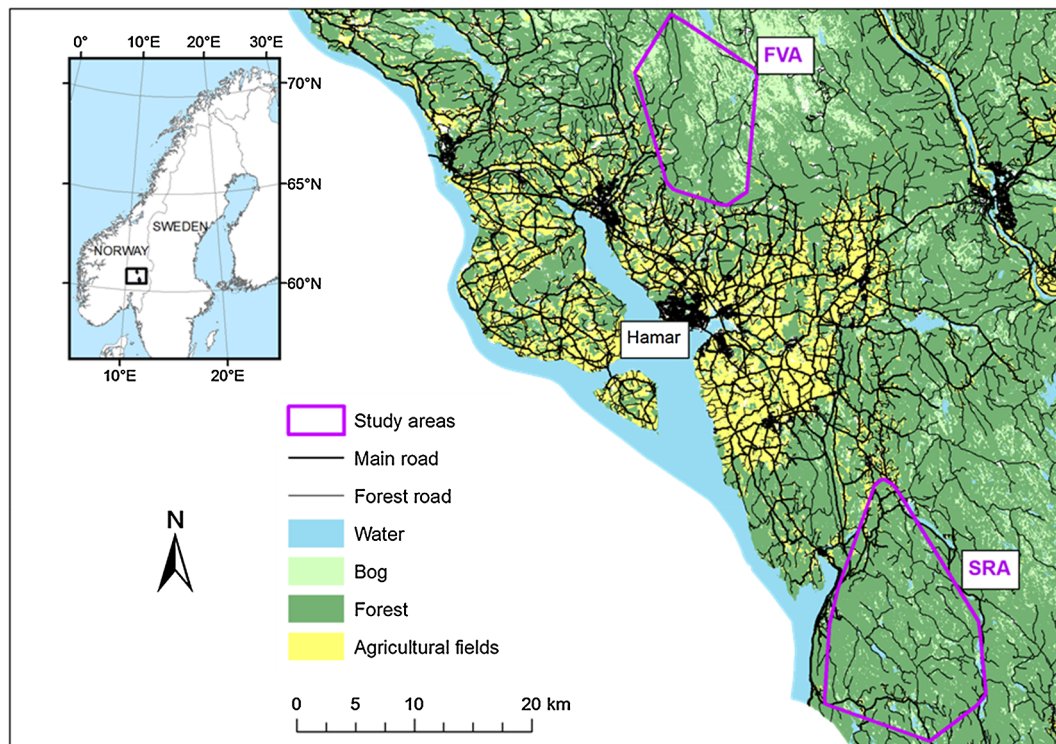 0° 10°E 20°E 30°E
70°N
65°N
60°N
10°E 20°E
SWEDEN
NORWAY
FVA
Hamar
SRA
Study areas
Main road
Forest road
Water
Bog
Forest
Agricultural fields
N
0 5 10 20 km